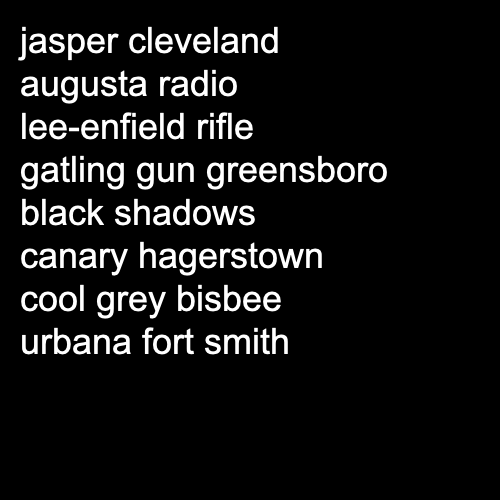 jasper cleveland
augusta radio
lee-enfield rifle
gatling gun greensboro
black shadows
canary hagerstown
cool grey bisbee
urbana fort smith